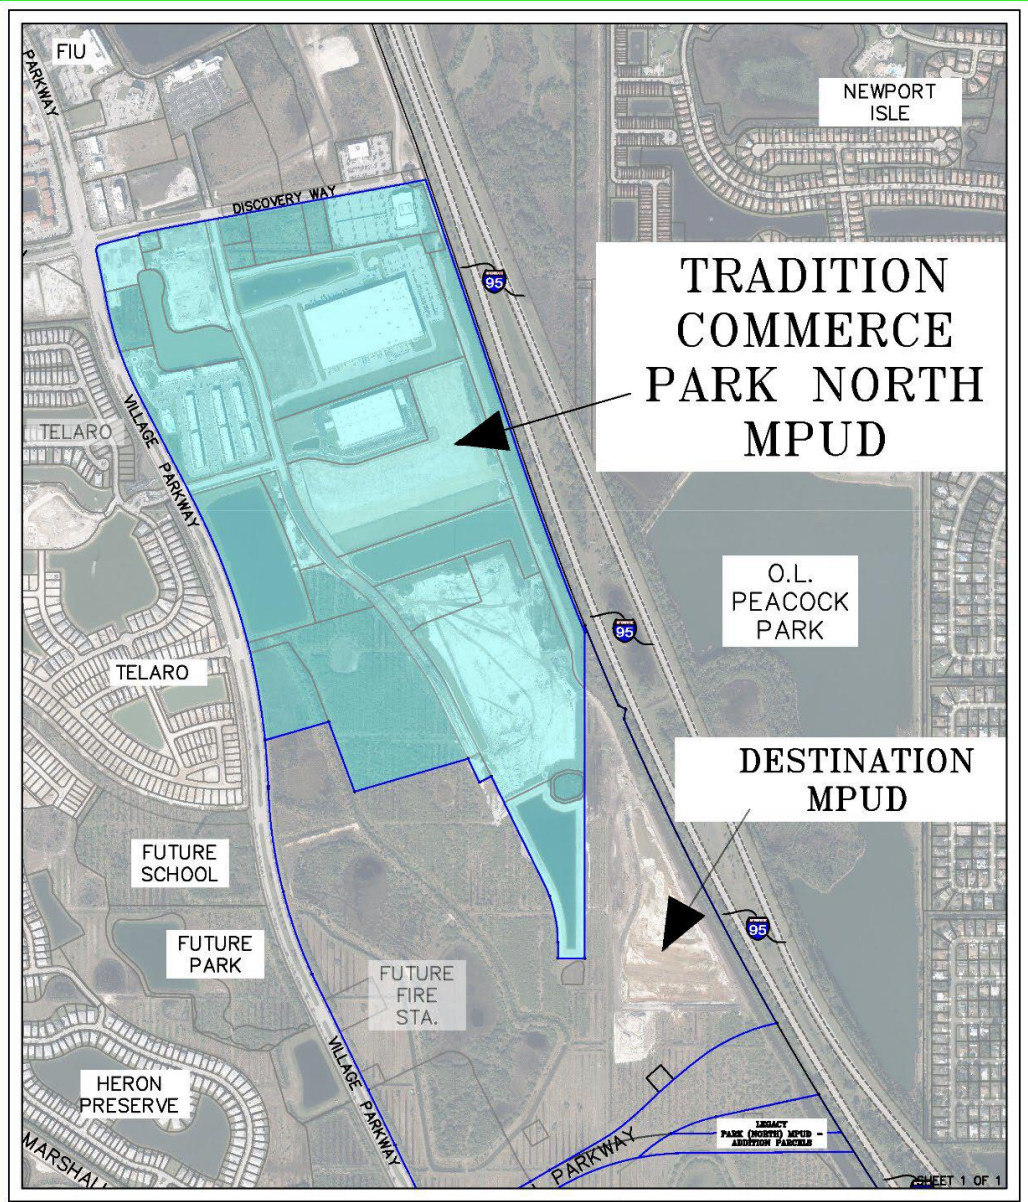 FIU
PARKWAY
NEWPORT
ISLE
DISCOVERY WAY
95
TRADITION
COMMERCE
PARK NORTH
MPUD
VILLAGE PARKWAY
TELARO
O.L.
PEACOCK
PARK
95
TELARO
DESTINATION
MPUD
FUTURE
SCHOOL
95
FUTURE
PARK
FUTURE
FIRE
STA.
VILLAGE PARKWAY
HERON
PRESERVE
LEGACY
PARK (NORTH) MPUD -
ADDITION PARCELS
PARKWAY
MARSHALL
SHEET 1 OF 1